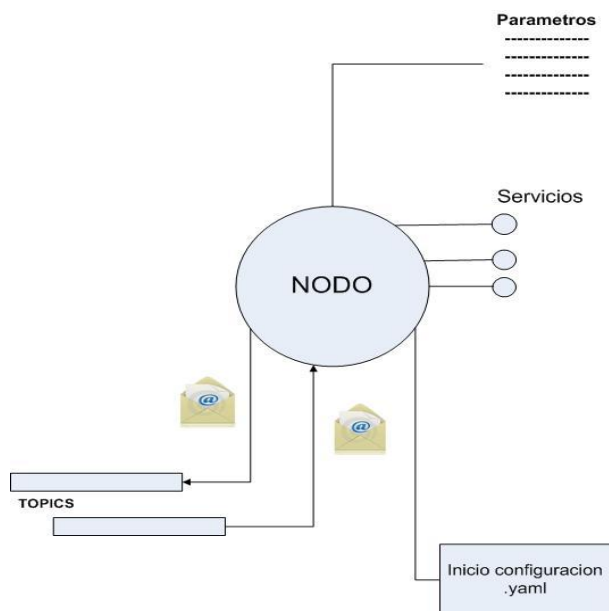 Parametros
---------------
---------------
---------------
---------------
Servicios
NODO
@
@
TOPICS
Inicio configuracion
.yaml